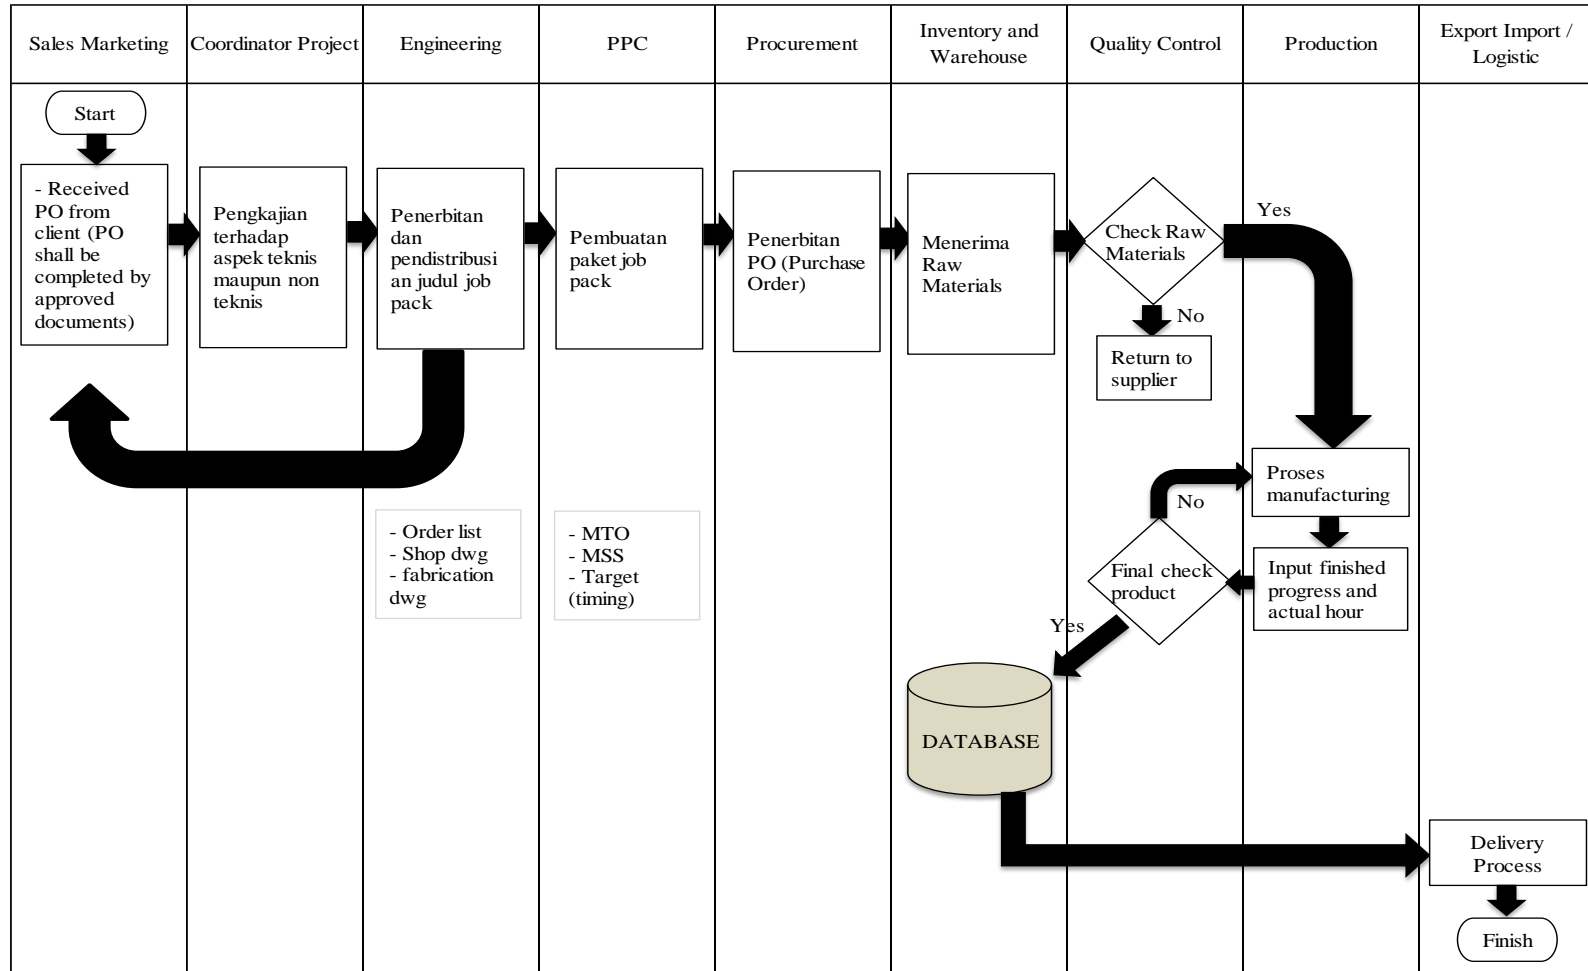 Sales Marketing
Coordinator Project
Engineering
PPC
Procurement
Inventory and
Warehouse
Quality Control
Production
Export Import /
Logistic
Start
- Received
PO from
client (PO
shall be
completed by
approved
documents)
Pengkajian
terhadap
aspek teknis
maupun non
teknis
Penerbitan
dan
pendistribusi
an judul job
pack
Pembuatan
paket job
pack
Penerbitan
PO (Purchase
Order)
Menerima
Raw
Materials
Check Raw
Materials
Yes
No
Return to
supplier
Proses
manufacturing
No
- Order list
- Shop dwg
- fabrication
dwg
- MTO
- MSS
- Target
(timing)
Final check
product
Input finished
progress and
actual hour
Yes
DATABASE
Delivery
Process
Finish